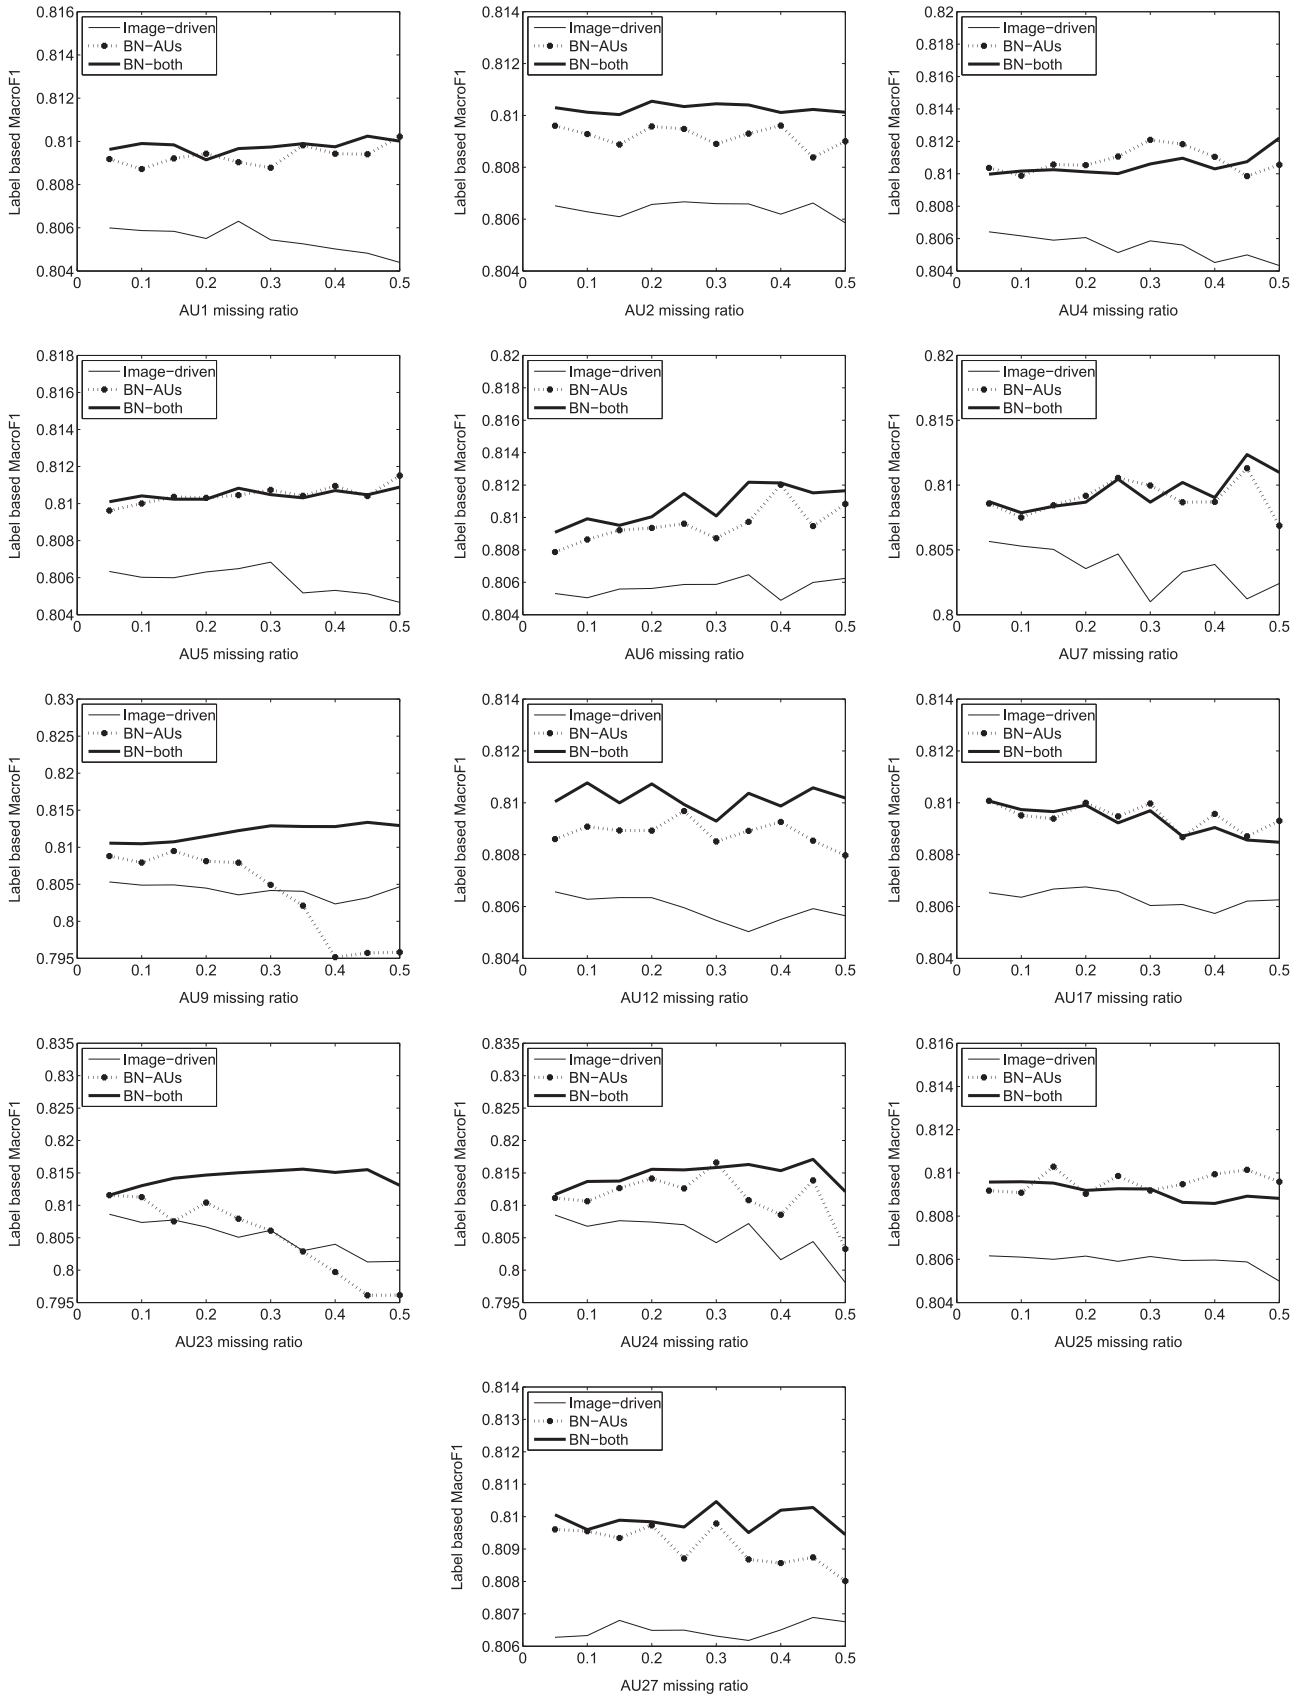 0.816
0.814
0.812
0.81
0.808
0.806
0.804
0 0.1 0.2 0.3 0.4 0.5
Label based MacroF1
AU1 missing ratio
Image−driven
BN−AUs
BN−both
0.814
0.812
0.81
0.808
0.806
0.804
0 0.1 0.2 0.3 0.4 0.5
Label based MacroF1
AU2 missing ratio
Image−driven
BN−AUs
BN−both
0.82
0.818
0.816
0.814
0.812
0.81
0.808
0.806
0.804
0 0.1 0.2 0.3 0.4 0.5
Label based MacroF1
AU4 missing ratio
Image−driven
BN−AUs
BN−both
0.818
0.816
0.814
0.812
0.81
0.808
0.806
0.804
0 0.1 0.2 0.3 0.4 0.5
Label based MacroF1
AU5 missing ratio
Image−driven
BN−AUs
BN−both
0.82
0.818
0.816
0.814
0.812
0.81
0.808
0.806
0.804
0 0.1 0.2 0.3 0.4 0.5
Label based MacroF1
AU6 missing ratio
Image−driven
BN−AUs
BN−both
0.82
0.815
0.81
0.805
0.8
0 0.1 0.2 0.3 0.4 0.5
Label based MacroF1
AU7 missing ratio
Image−driven
BN−AUs
BN−both
0.83
0.825
0.82
0.815
0.81
0.805
0.8
0.795
0 0.1 0.2 0.3 0.4 0.5
Label based MacroF1
AU9 missing ratio
Image−driven
BN−AUs
BN−both
0.814
0.812
0.81
0.808
0.806
0.804
0 0.1 0.2 0.3 0.4 0.5
Label based MacroF1
AU12 missing ratio
Image−driven
BN−AUs
BN−both
0.814
0.812
0.81
0.808
0.806
0.804
0 0.1 0.2 0.3 0.4 0.5
Label based MacroF1
AU17 missing ratio
Image−driven
BN−AUs
BN−both
0.835
0.83
0.825
0.82
0.815
0.81
0.805
0.8
0.795
0 0.1 0.2 0.3 0.4 0.5
Label based MacroF1
AU23 missing ratio
Image−driven
BN−AUs
BN−both
0.835
0.83
0.825
0.82
0.815
0.81
0.805
0.8
0.795
0 0.1 0.2 0.3 0.4 0.5
Label based MacroF1
AU24 missing ratio
Image−driven
BN−AUs
BN−both
0.816
0.814
0.812
0.81
0.808
0.806
0.804
0 0.1 0.2 0.3 0.4 0.5
Label based MacroF1
AU25 missing ratio
Image−driven
BN−AUs
BN−both
0.814
0.813
0.812
0.811
0.81
0.809
0.808
0.807
0.806
0 0.1 0.2 0.3 0.4 0.5
Label based MacroF1
AU27 missing ratio
Image−driven
BN−AUs
BN−both